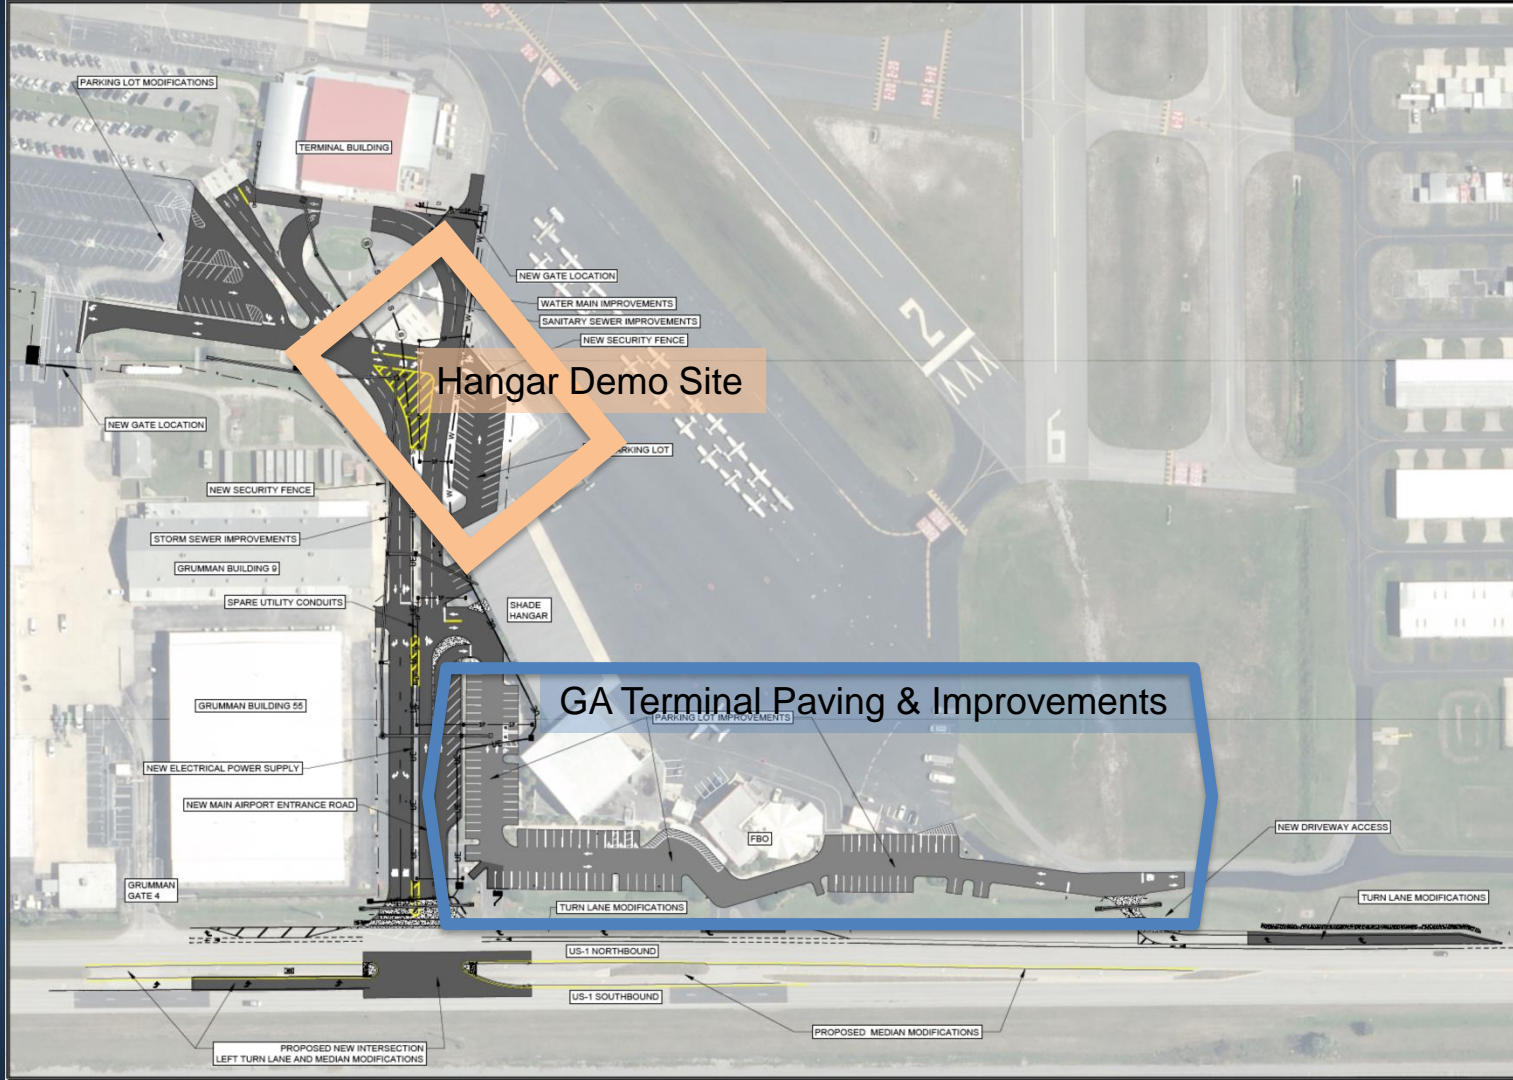 PARKING LOT MODIFICATIONS
TERMINAL BUILDING
NEW GATE LOCATION
WATER MAIN IMPROVEMENTS
SANITARY SEWER IMPROVEMENTS
NEW SECURITY FENCE
Hangar Demo Site
2
NEW GATE LOCATION
PARKING LOT
NEW SECURITY FENCE
STORM SEWER IMPROVEMENTS
GRUMMAN BUILDING 9
SPARE UTILITY CONDUITS
SHADE
HANGAR
GA Terminal Paving & Improvements
GRUMMAN BUILDING 55
PARKING LOT IMPROVEMENTS
NEW ELECTRICAL POWER SUPPLY
NEW MAIN AIRPORT ENTRANCE ROAD
FBO
NEW DRIVEWAY ACCESS
GRUMMAN
GATE 4
TURN LANE MODIFICATIONS
TURN LANE MODIFICATIONS
US-1 NORTHBOUND
US-1 SOUTHBOUND
PROPOSED MEDIAN MODIFICATIONS
PROPOSED NEW INTERSECTION
LEFT TURN LANE AND MEDIAN MODIFICATIONS